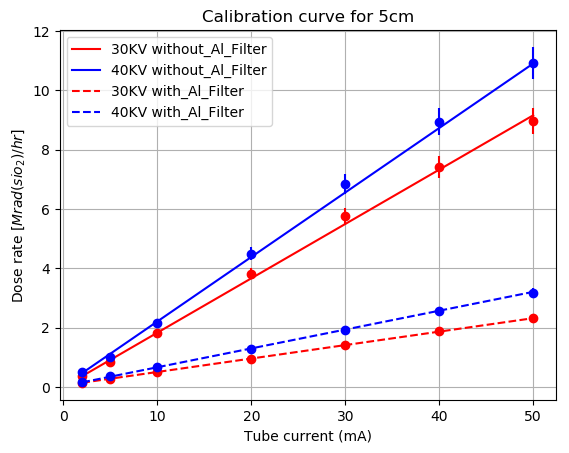 Calibration curve for 5cm
30KV without_Al_Filter
40KV without_Al_Filter
30KV with_Al_Filter
40KV with_Al_Filter
Dose rate [Mrad(sio₂)/hr]
12
10
8
6
4
2
0
0 10 20 30 40 50
Tube current (mA)